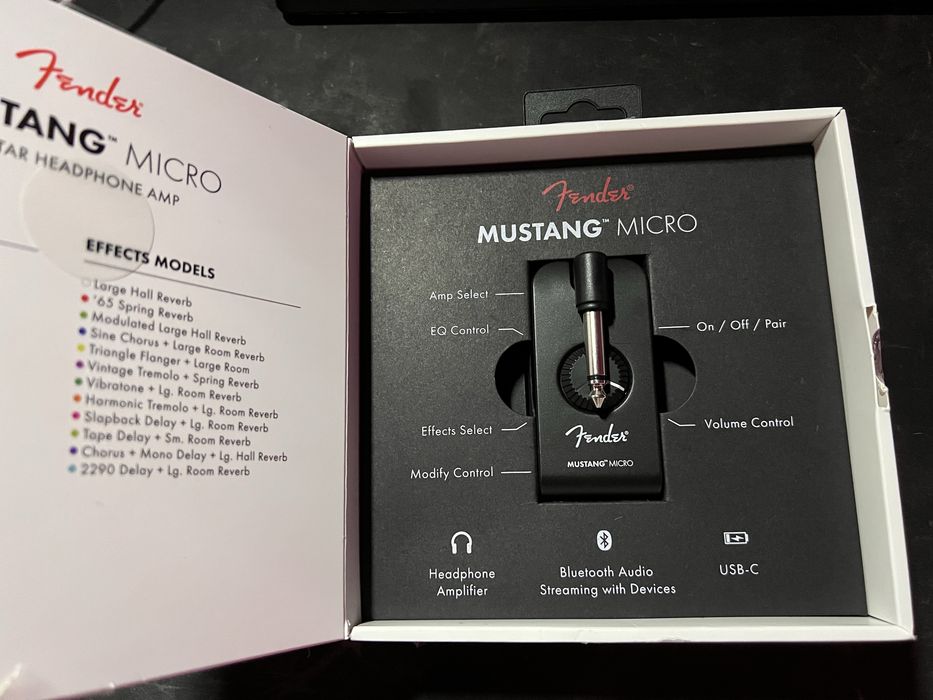 Fender
TANG™ MICRO
TAR HEADPHONE AMP
EFFECTS MODELS
Large Hall Reverb
'65 Spring Reverb
Modulated Large Hall Reverb
Sine Chorus + Large Room Reverb
Triangle Flanger + Large Room
Vintage Tremolo + Spring Reverb
Vibratone + Lg. Room Reverb
Harmonic Tremolo + Lg. Room Reverb
Slapback Delay + Lg. Room Reverb
Tape Delay + Sm. Room Reverb
Chorus + Mono Delay + Lg. Hall Reverb
2290 Delay + Lg. Room Reverb
Fender®
MUSTANG™ MICRO
Amp Select
EQ Control
On / Off / Pair
Effects Select
Volume Control
Modify Control
Fender®
MUSTANG™ MICRO
Headphone
Amplifier
Bluetooth Audio
Streaming with Devices
USB-C